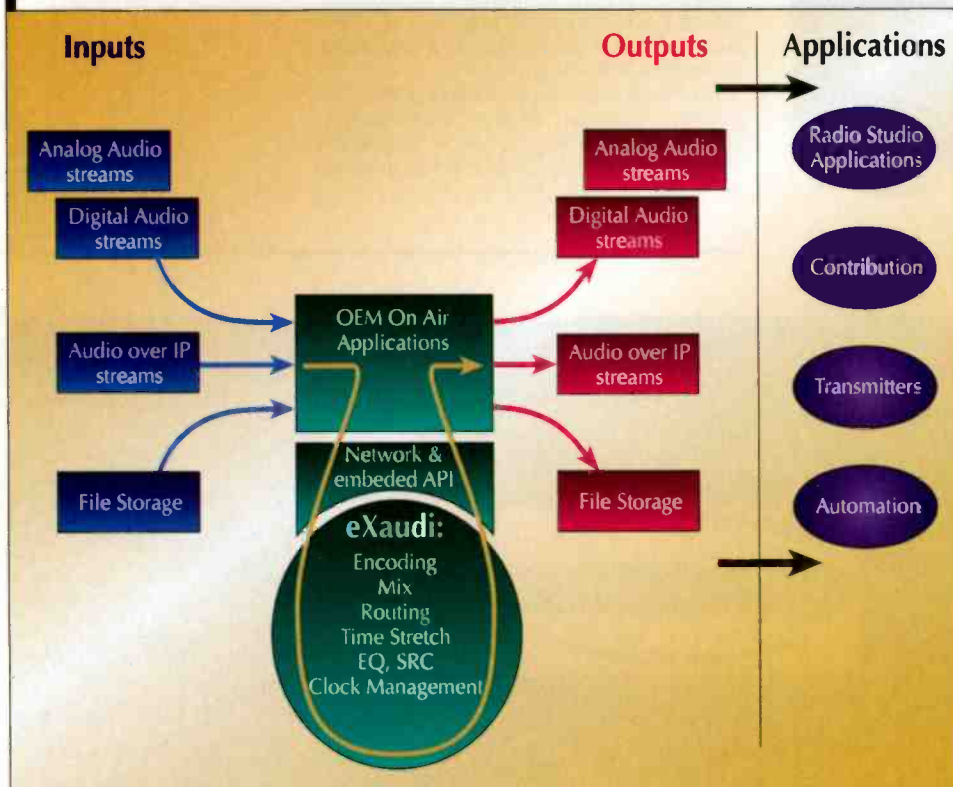 Inputs
Outputs
Applications
Analog Audio
streams
Digital Audio
streams
Audio over IP
streams
File Storage
OEM On Air
Applications
Network &
embeded API
eXaudi:
Encoding
Mix
Routing
Time Stretch
EQ, SRC
Clock Management
Analog Audio
streams
Digital Audio
streams
Audio over IP
streams
File Storage
Radio Studio
Applications
Contribution
Transmitters
Automation